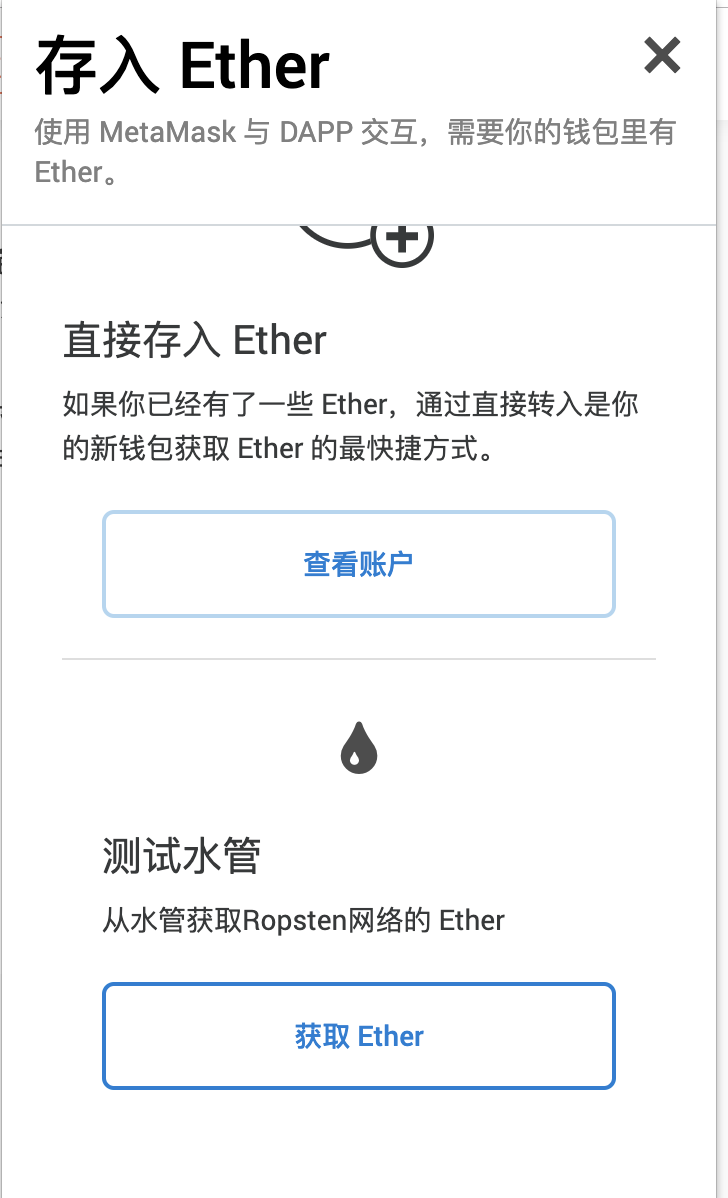 存入 Ether
使用 MetaMask 与 DAPP 交互，需要你的钱包里有
Ether。
直接存入 Ether
如果你已经有了一些 Ether，通过直接转入是你
的新钱包获取 Ether 的最快捷方式。
查看账户
测试水管
从水管获取Ropsten网络的 Ether
获取 Ether